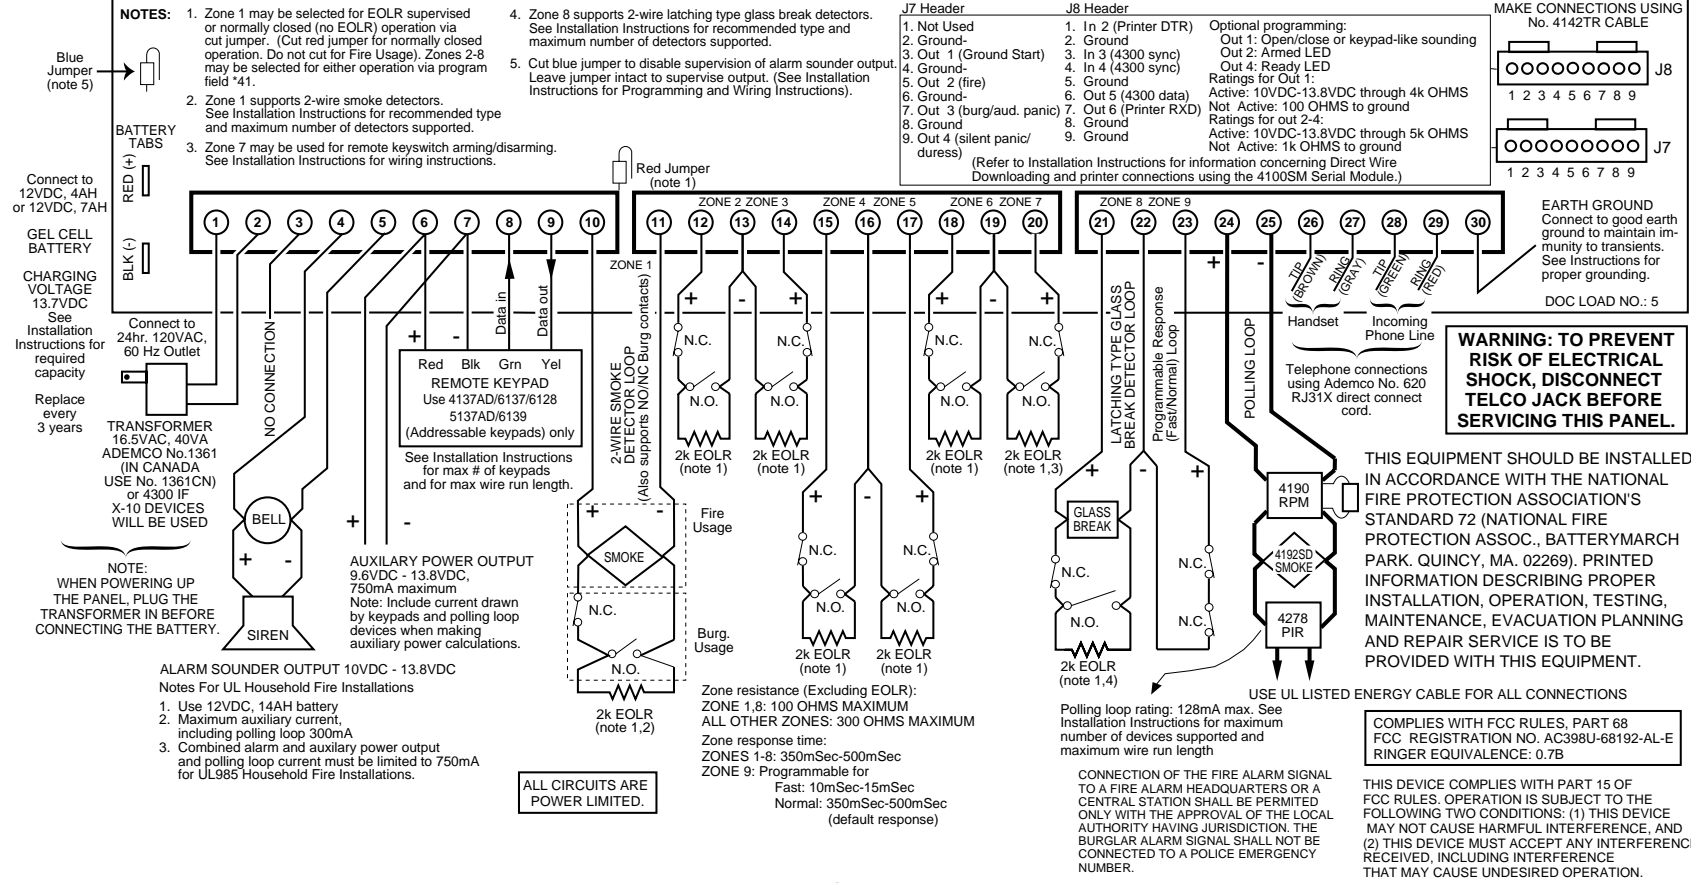 NOTES:
1. Zone 1 may be selected for EOLR supervised
or normally closed (no EOLR) operation via
cut jumper. (Cut red jumper for normally closed
operation. Do not cut for Fire Usage). Zones 2-8
may be selected for either operation via program
field *41.
2. Zone 1 supports 2-wire smoke detectors.
See Installation Instructions for recommended type
and maximum number of detectors supported.
3. Zone 7 may be used for remote keyswitch arming/disarming.
See Installation Instructions for wiring instructions.
4. Zone 8 supports 2-wire latching type glass break detectors.
See Installation Instructions for recommended type and
maximum number of detectors supported.
5. Cut blue jumper to disable supervision of alarm sounder output.
Leave jumper intact to supervise output. (See Installation
Instructions for Programming and Wiring Instructions).
J7 Header
1. Not Used
2. Ground-
3. Out 1 (Ground Start)
4. Ground-
5. Out 2 (fire)
6. Ground-
7. Out 3 (burg/aud. panic)
8. Ground
9. Out 4 (silent panic/
duress)
J8 Header
1. In 2 (Printer DTR)
2. Ground
3. In 3 (4300 sync)
4. In 4 (4300 sync)
5. Ground
6. Out 5 (4300 data)
7. Out 6 (Printer RXD)
8. Ground
9. Ground
Optional programming:
Out 1: Open/close or keypad-like sounding
Out 2: Armed LED
Out 4: Ready LED
Ratings for Out 1:
Active: 10VDC-13.8VDC through 4k OHMS
Not Active: 100 OHMS to ground
Ratings for out 2-4:
Active: 10VDC-13.8VDC through 5k OHMS
Not Active: 1k OHMS to ground
(Refer to Installation Instructions for information concerning Direct Wire
Downloading and printer connections using the 4100SM Serial Module.)
MAKE CONNECTIONS USING
No. 4142TR CABLE
J8
1 2 3 4 5 6 7 8 9
J7
1 2 3 4 5 6 7 8 9
Blue
Jumper
(note 5)
BATTERY
TABS
RED (+)
BLK (-)
Connect to
12VDC, 4AH
or 12VDC, 7AH
GEL CELL
BATTERY
CHARGING
VOLTAGE
13.7VDC
See
Installation
Instructions for
required
capacity
Replace
every
3 years
Red Jumper
(note 1)
ZONE 2 ZONE 3 ZONE 4 ZONE 5 ZONE 6 ZONE 7 ZONE 8 ZONE 9
1 2 3 4 5 6 7 8 9 10 11 12 13 14 15 16 17 18 19 20 21 22 23 24 25 26 27 28 29 30
ZONE 1
EARTH GROUND
Connect to good earth
ground to maintain im-
munity to transients.
See Instructions for
proper grounding.
DOC LOAD NO.: 5
Connect to
24hr. 120VAC,
60 Hz Outlet
TRANSFORMER
16.5VAC, 40VA
ADEMCO No.1361
(IN CANADA
USE No. 1361CN)
or 4300 IF
X-10 DEVICES
WILL BE USED
NOTE:
WHEN POWERING UP
THE PANEL, PLUG THE
TRANSFORMER IN BEFORE
CONNECTING THE BATTERY.
NO CONNECTION
BELL
+ -
SIREN
ALARM SOUNDER OUTPUT 10VDC - 13.8VDC
Notes For UL Household Fire Installations
1. Use 12VDC, 14AH battery
2. Maximum auxiliary current,
including polling loop 300mA
3. Combined alarm and auxilary power output
and polling loop current must be limited to 750mA
for UL985 Household Fire Installations.
+ -
AUXILARY POWER OUTPUT
9.6VDC - 13.8VDC,
750mA maximum
Note: Include current drawn
by keypads and polling loop
devices when making
auxiliary power calculations.
+ -
Data in
Data out
Red Blk Grn Yel
REMOTE KEYPAD
Use 4137AD/6137/6128
5137AD/6139
(Addressable keypads) only
See Installation Instructions
for max # of keypads
and for max wire run length.
2-WIRE SMOKE
DETECTOR LOOP
(Also supports NO/NC Burg contacts)
+ -
SMOKE
Fire
Usage
N.C.
N.O.
Burg.
Usage
2k EOLR
(note 1,2)
ALL CIRCUITS ARE
POWER LIMITED.
+ - +
N.C. N.C.
N.O. N.O.
2k EOLR
(note 1)
2k EOLR
(note 1)
+ - +
N.C. N.C.
N.O. N.O.
2k EOLR
(note 1)
2k EOLR
(note 1)
+ - +
N.C. N.C.
N.O. N.O.
2k EOLR
(note 1)
2k EOLR
(note 1,3)
Zone resistance (Excluding EOLR):
ZONE 1,8: 100 OHMS MAXIMUM
ALL OTHER ZONES: 300 OHMS MAXIMUM
Zone response time:
ZONES 1-8: 350mSec-500mSec
ZONE 9: Programmable for
Fast: 10mSec-15mSec
Normal: 350mSec-500mSec
(default response)
LATCHING TYPE GLASS
BREAK DETECTOR LOOP
Programmable Response
(Fast/Normal) Loop
+ - +
GLASS
BREAK
N.C.
N.O.
N.C.
N.C.
2k EOLR
(note 1,4)
+ -
POLLING LOOP
4190
RPM
4192SD
SMOKE
4278
PIR
Polling loop rating: 128mA max. See
Installation Instructions for maximum
number of devices supported and
maximum wire run length
USE UL LISTED ENERGY CABLE FOR ALL CONNECTIONS
TIP
(BROWN)
RING
(GRAY)
TIP
(GREEN)
RING
(RED)
Handset
Incoming
Phone Line
Telephone connections
using Ademco No. 620
RJ31X direct connect
cord.
WARNING: TO PREVENT
RISK OF ELECTRICAL
SHOCK, DISCONNECT
TELCO JACK BEFORE
SERVICING THIS PANEL.
THIS EQUIPMENT SHOULD BE INSTALLED
IN ACCORDANCE WITH THE NATIONAL
FIRE PROTECTION ASSOCIATION'S
STANDARD 72 (NATIONAL FIRE
PROTECTION ASSOC., BATTERYMARCH
PARK. QUINCY, MA. 02269). PRINTED
INFORMATION DESCRIBING PROPER
INSTALLATION, OPERATION, TESTING,
MAINTENANCE, EVACUATION PLANNING
AND REPAIR SERVICE IS TO BE
PROVIDED WITH THIS EQUIPMENT.
COMPLIES WITH FCC RULES, PART 68
FCC REGISTRATION NO. AC398U-68192-AL-E
RINGER EQUIVALENCE: 0.7B
CONNECTION OF THE FIRE ALARM SIGNAL
TO A FIRE ALARM HEADQUARTERS OR A
CENTRAL STATION SHALL BE PERMITTED
ONLY WITH THE APPROVAL OF THE LOCAL
AUTHORITY HAVING JURISDICTION. THE
BURGLAR ALARM SIGNAL SHALL NOT BE
CONNECTED TO A POLICE EMERGENCY
NUMBER.
THIS DEVICE COMPLIES WITH PART 15 OF
FCC RULES. OPERATION IS SUBJECT TO THE
FOLLOWING TWO CONDITIONS: (1) THIS DEVICE
MAY NOT CAUSE HARMFUL INTERFERENCE, AND
(2) THIS DEVICE MUST ACCEPT ANY INTERFERENCE
RECEIVED, INCLUDING INTERFERENCE
THAT MAY CAUSE UNDESIRED OPERATION.